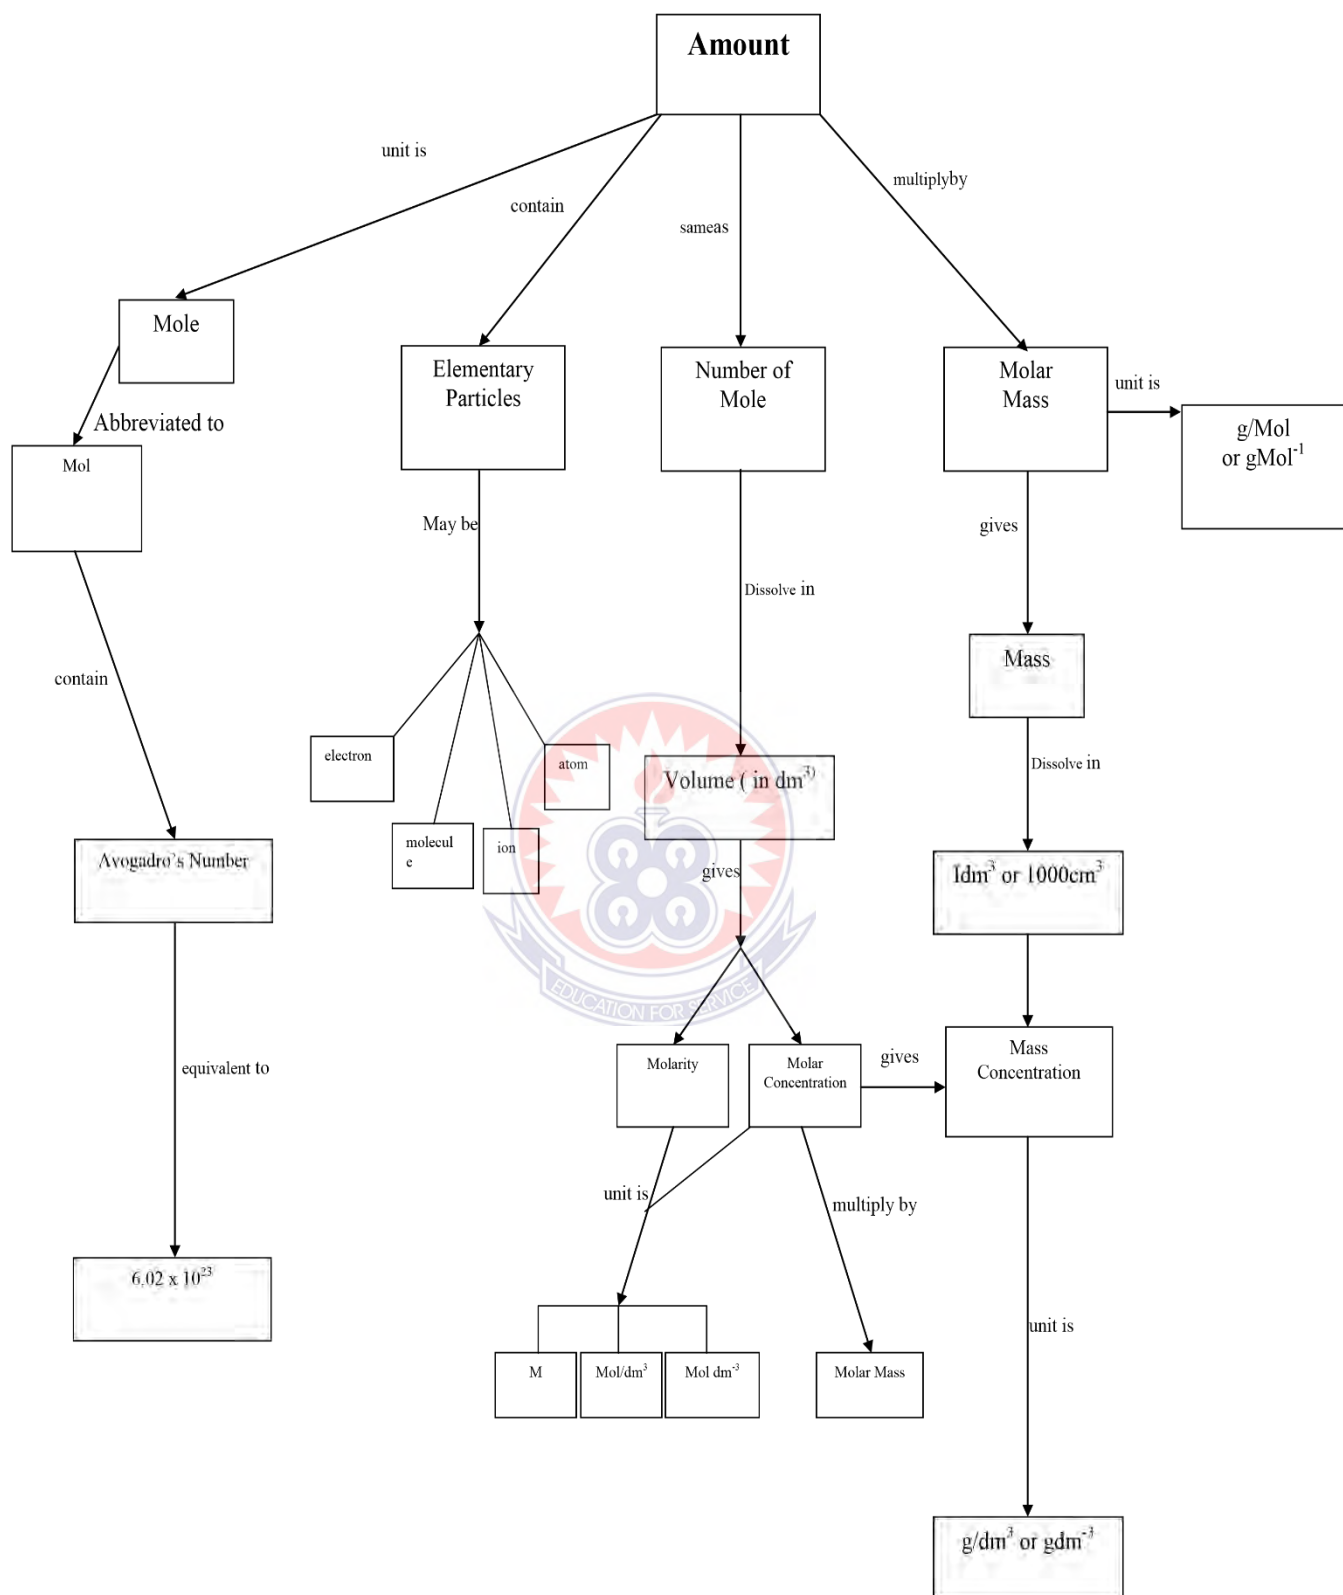 Amount
unit is
contain
sameas
multiplyby
Mole
Elementary
Particles
Number of
Mole
Molar
Mass
unit is
g/Mol
or gMol⁻¹
Abbreviated to
Mol
May be
gives
Dissolve in
Mass
contain
electron
atom
molecul
e
ion
Volume ( in dm³)
Dissolve in
Avogadro's Number
gives
Idm³ or 1000cm³
EDUCATION FOR SERVICE
Molarity
Molar
Concentration
gives
Mass
Concentration
equivalent to
unit is
multiply by
6.02 x 10²³
unit is
M
Mol/dm³
Mol dm⁻³
Molar Mass
g/dm³ or gdm⁻³